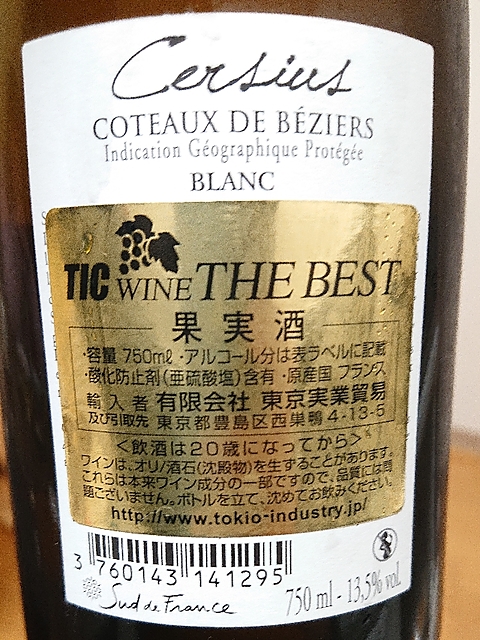 Cersius
COTEAUX DE BÉZIERS
Indication Géographique Protégée
BLANC
TIC WINE THE BEST
果実酒
・容量 750mℓ ・アルコール分は表ラベルに記載
・酸化防止剤(亜硫酸塩)含有 ・原産国 フランス
輸入者 有限会社 東京実業貿易
及び引取先 東京都豊島区西巣鴨4-13-5
<飲酒は20歳になってから>
ワインは、オリ/酒石(沈殿物)を生ずることがあります。
これらは本来ワイン成分の一部ですので、品質には問
題ございません。ボトルを立て、沈めてお飲みください。
http://www.tokio-industry.jp/
3 760143 141295
Sud de France
750 ml - 13,5% vol.